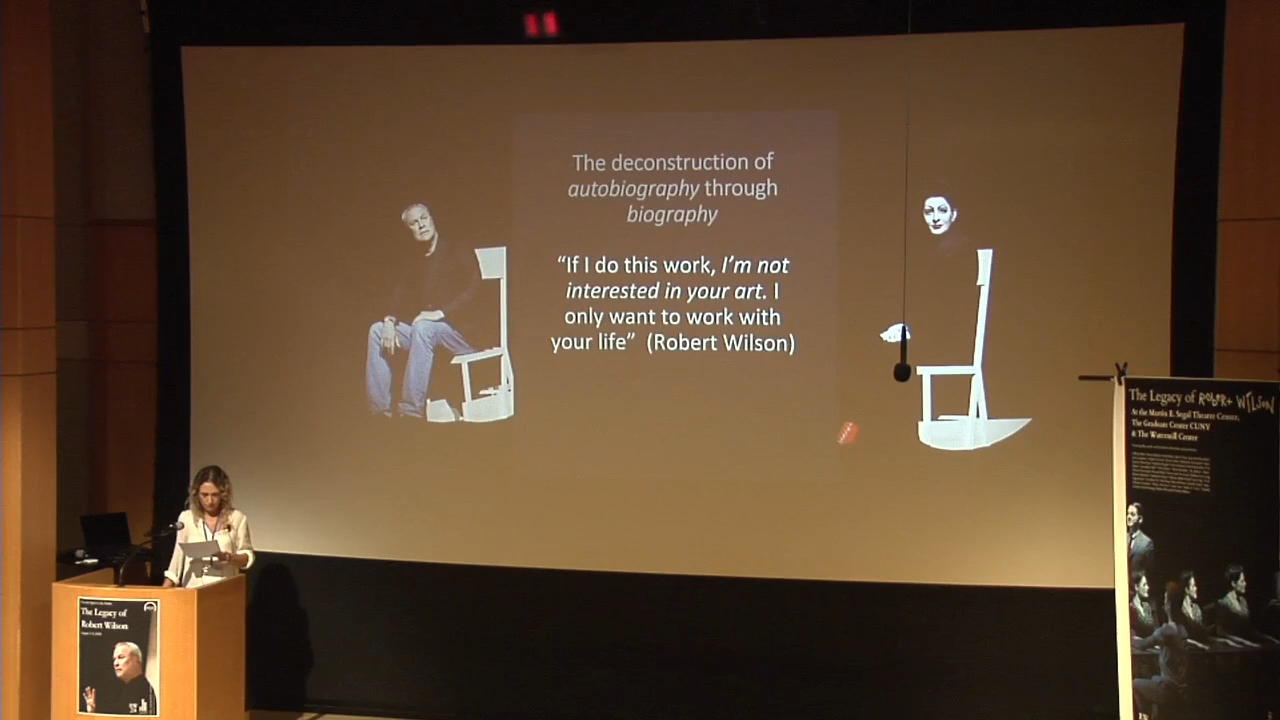 The deconstruction of
autobiography through
biography
“If I do this work, I’m not
interested in your art. I
only want to work with
your life” (Robert Wilson)
The Legacy of
Robert Wilson
The Legacy of ROBERT WILSON
At the Martin E. Segal Theatre Center,
The Graduate Center CUNY
& The Watermill Center